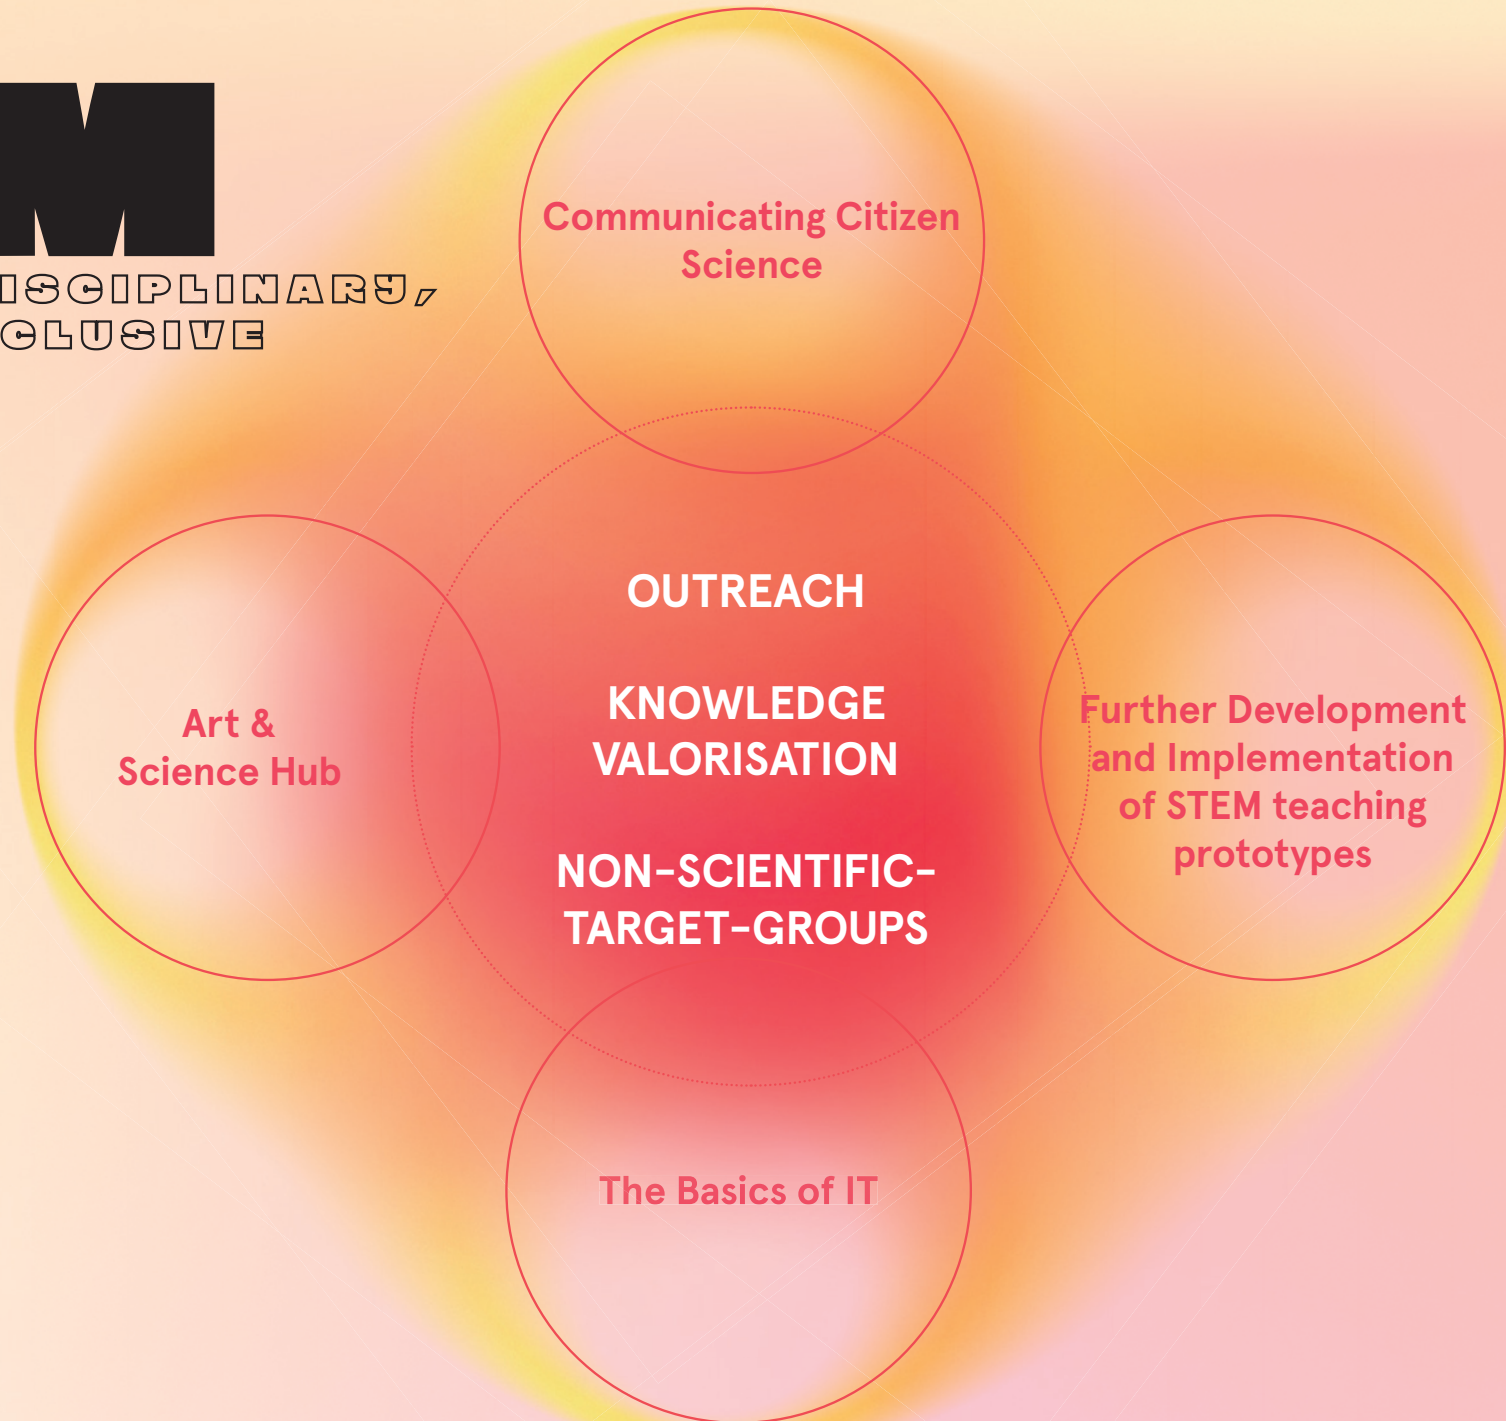 M
ISCIPLINARY,
CLUSIVE
Communicating Citizen
Science
OUTREACH
KNOWLEDGE
VALORISATION
NON-SCIENTIFIC-
TARGET-GROUPS
Art &
Science Hub
Further Development
and Implementation
of STEM teaching
prototypes
The Basics of IT